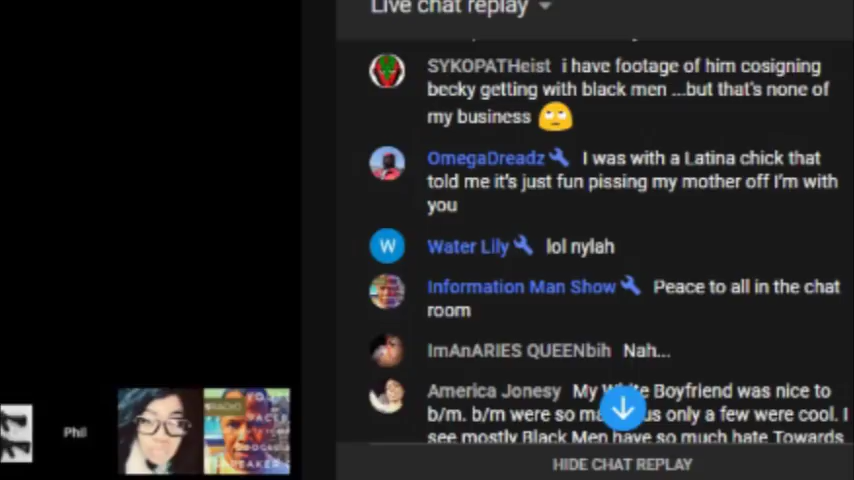 Live chat replay
SYKOPATHeist i have footage of him cosigning
becky getting with black men ...but that's none of
my business
OmegaDreadz I was with a Latina chick that
told me it's just fun pissing my mother off I'm with
you
W Water Lily lol nylah
Information Man Show Peace to all in the chat
room
ImAnARIES QUEENbih Nah...
America Jonesy My White Boyfriend was nice to
b/m. b/m were so us only a few were cool. I
see mostly Black Men have so much hate Towards
HIDE CHAT REPLAY
Phil